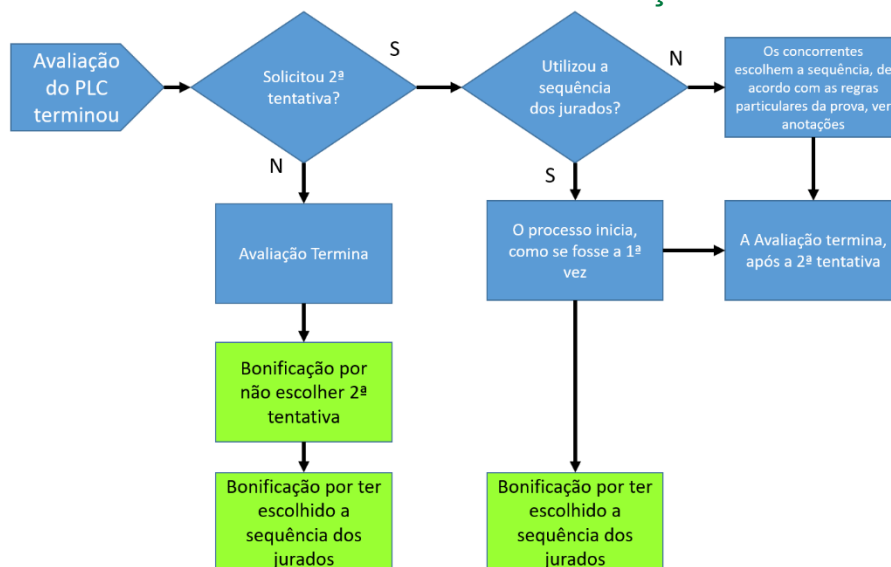 Avaliação
do PLC
terminou
Solicitou 2ª
tentativa?
S
Utilizou a
sequência
dos jurados?
N
Os concorrentes
escolhem a sequência, de
acordo com as regras
particulares da prova, ver
anotações
N
S
Avaliação Termina
O processo inicia,
como se fosse a 1ª
vez
A Avaliação termina,
após a 2ª tentativa
Bonificação por
não escolher 2ª
tentativa
Bonificação por ter
escolhido a
sequência dos
jurados
Bonificação por ter
escolhido a
sequência dos
jurados